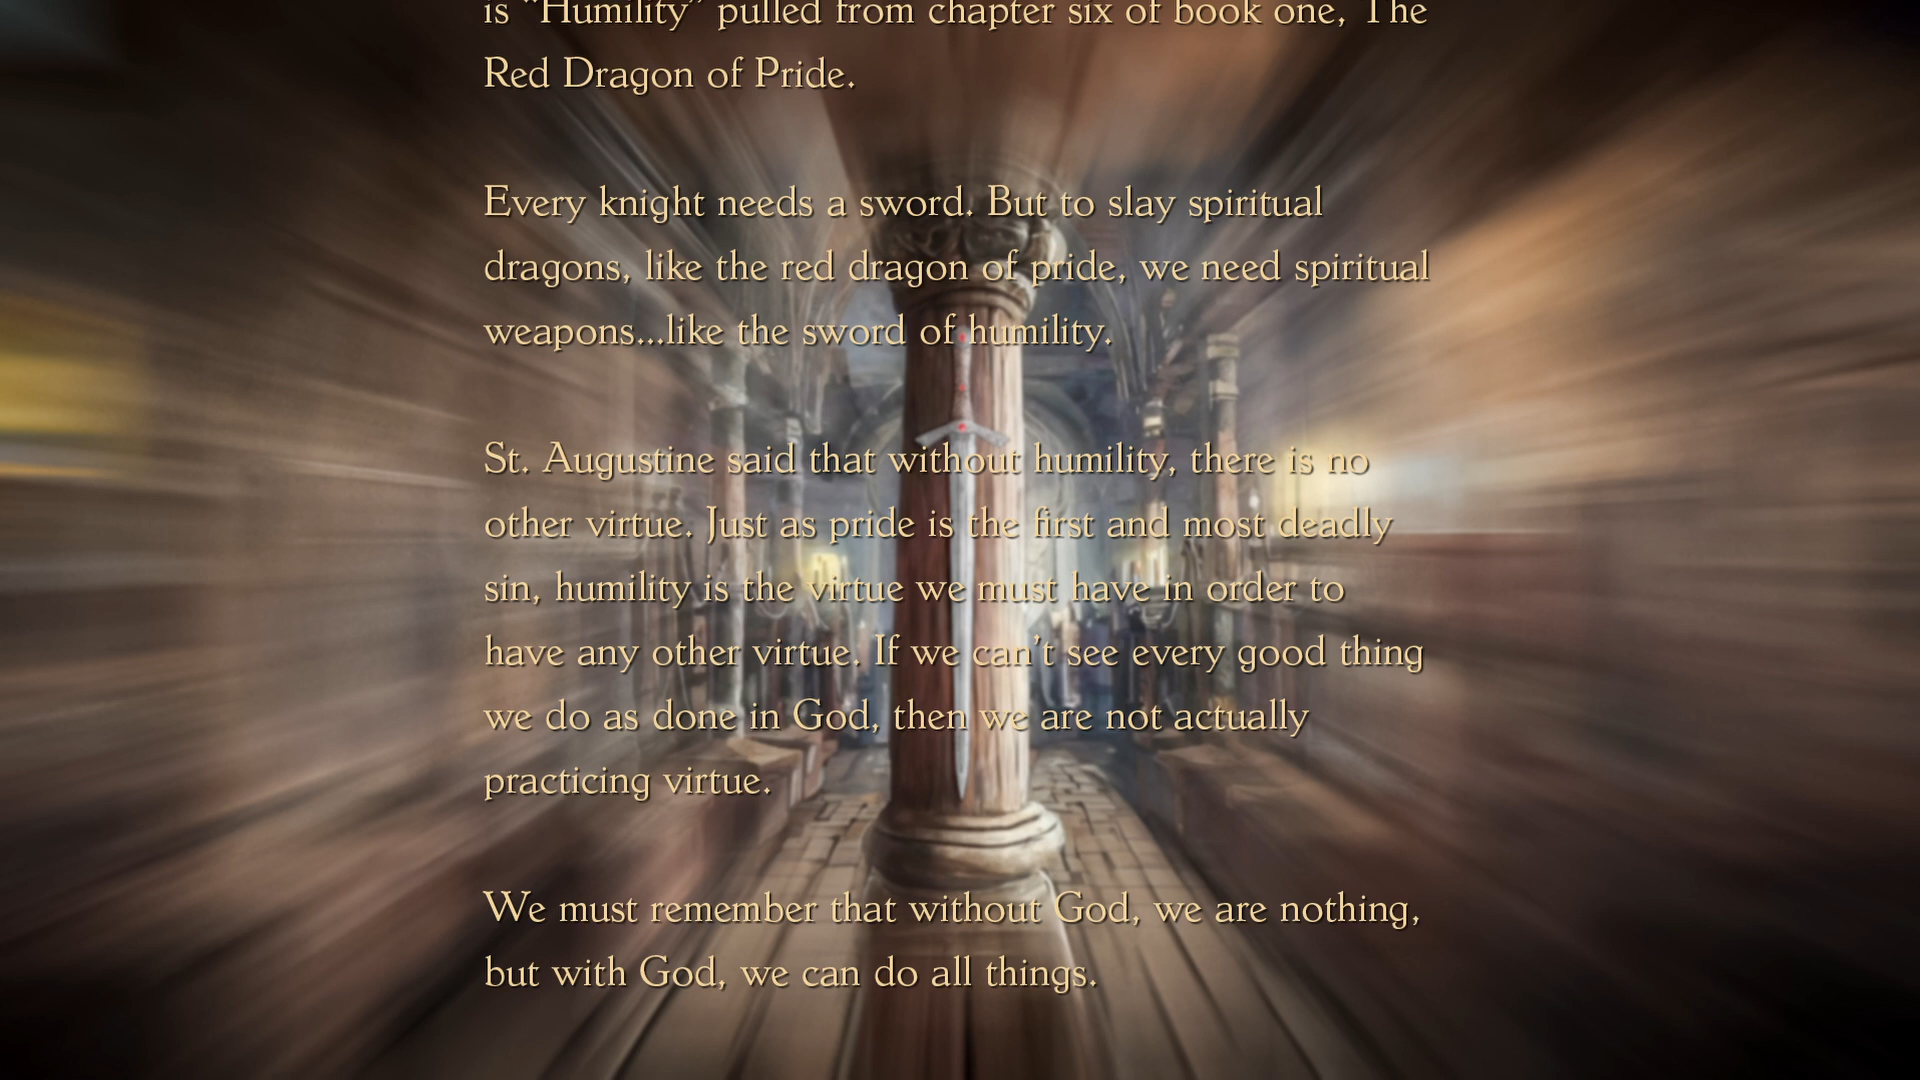 is “Humility” pulled from chapter six of book one, The
Red Dragon of Pride.
Every knight needs a sword. But to slay spiritual
dragons, like the red dragon of pride, we need spiritual
weapons...like the sword of humility.
St. Augustine said that without humility, there is no
other virtue. Just as pride is the first and most deadly
sin, humility is the virtue we must have in order to
have any other virtue. If we can’t see every good thing
we do as done in God, then we are not actually
practicing virtue.
We must remember that without God, we are nothing,
but with God, we can do all things.